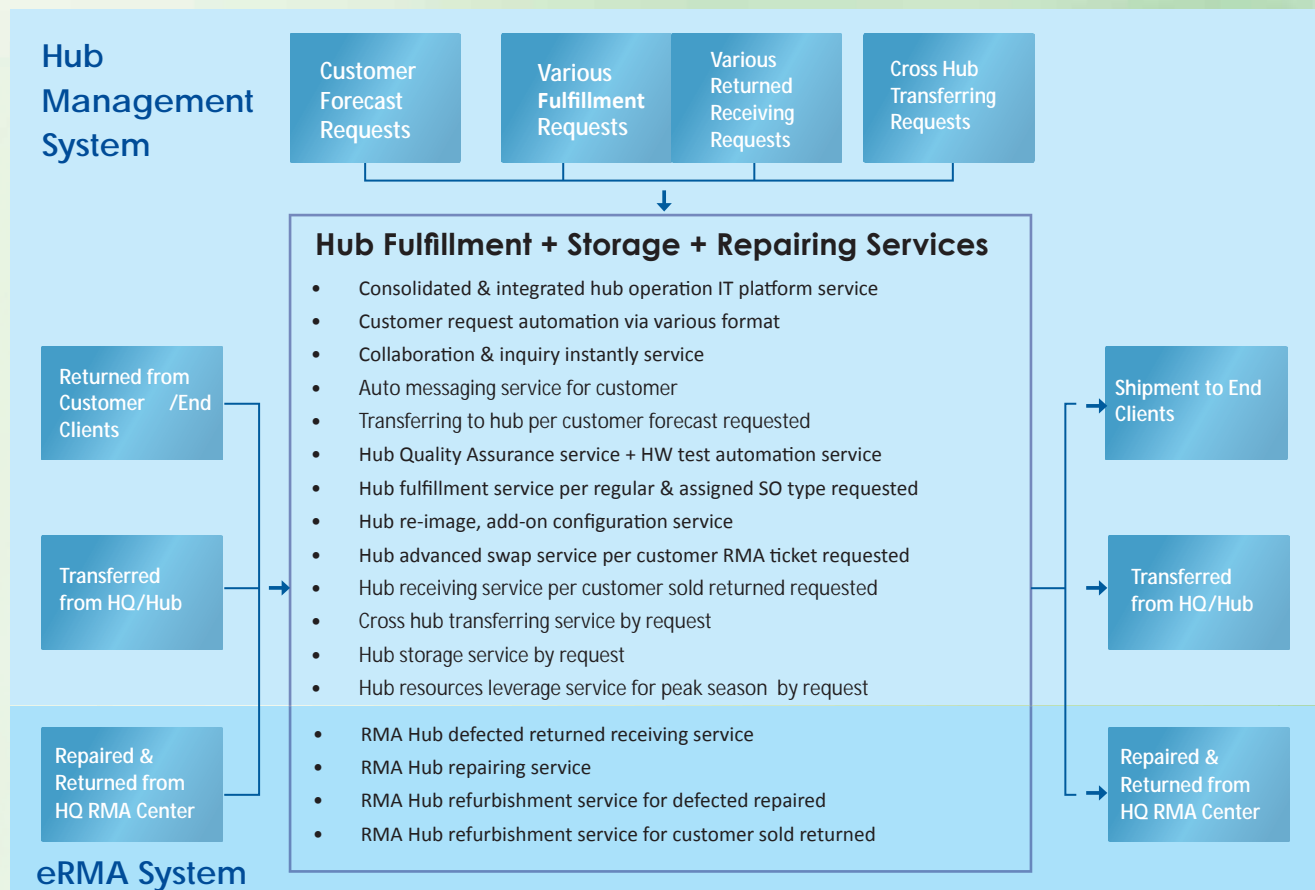 Hub
Management
System
Customer
Forecast
Requests
Various
Fulfillment
Requests
Various
Returned
Receiving
Requests
Cross Hub
Transferring
Requests
Hub Fulfillment + Storage + Repairing Services
• Consolidated & integrated hub operation IT platform service
• Customer request automation via various format
• Collaboration & inquiry instantly service
• Auto messaging service for customer
• Transferring to hub per customer forecast requested
• Hub Quality Assurance service + HW test automation service
• Hub fulfillment service per regular & assigned SO type requested
• Hub re-image, add-on configuration service
• Hub advanced swap service per customer RMA ticket requested
• Hub receiving service per customer sold returned requested
• Cross hub transferring service by request
• Hub storage service by request
• Hub resources leverage service for peak season by request
• RMA Hub defected returned receiving service
• RMA Hub repairing service
• RMA Hub refurbishment service for defected repaired
• RMA Hub refurbishment service for customer sold returned
Returned from
Customer /End
Clients
Transferred
from HQ/Hub
Repaired &
Returned from
HQ RMA Center
Shipment to End
Clients
Transferred
from HQ/Hub
Repaired &
Returned from
HQ RMA Center
eRMA System